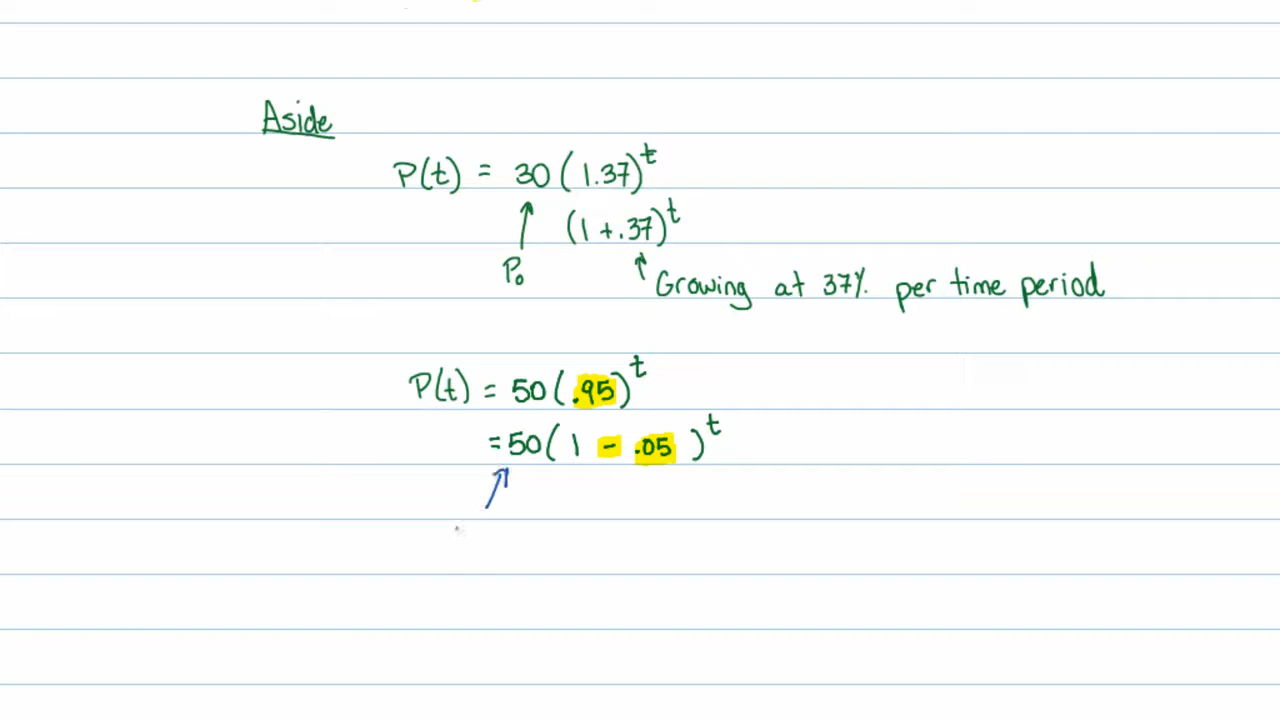 Aside
P(t) = 30(1.37)^t
(1 + .37)^t
P₀
Growing at 37% per time period
P(t) = 50(.95)^t
= 50(1 - .05)^t